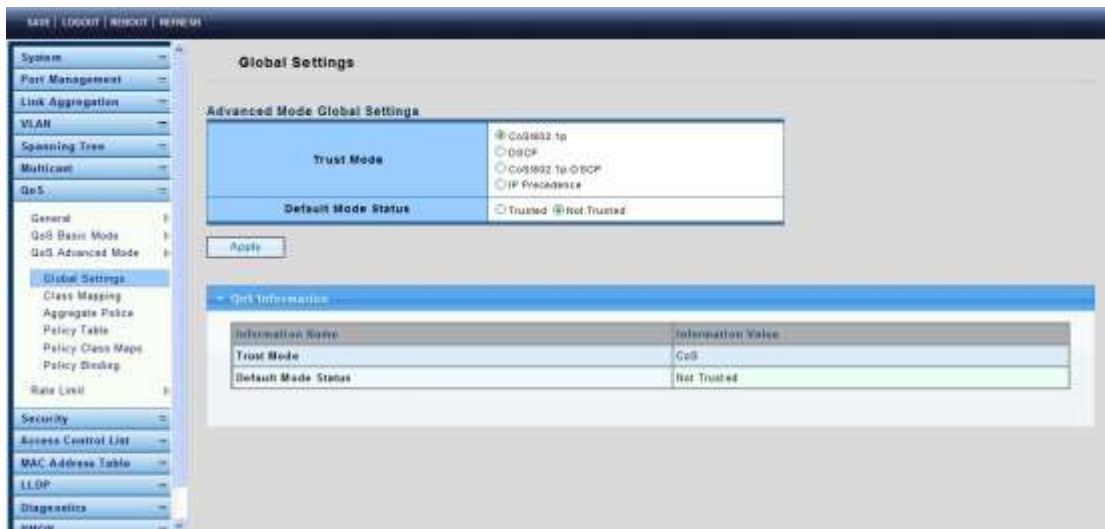 SAVE | LOGOUT | REBOOT | REFRESH
System
Port Management
Link Aggregation
VLAN
Spanning Tree
Multicast
QoS
General
QoS Basic Mode
QoS Advanced Mode
Global Settings
Class Mapping
Aggregate Police
Policy Table
Policy Class Maps
Policy Binding
Rate Limit
Security
Access Control List
MAC Address Table
LLDP
Diagnostics
RMON
Global Settings
Advanced Mode Global Settings
Trust Mode
CoS/802.1p
DSCP
CoS/802.1p-DSCP
IP Precedence
Default Mode Status
Trusted Not Trusted
Apply
QoS Information
Information Name Information Value
Trust Mode CoS
Default Mode Status Not Trusted